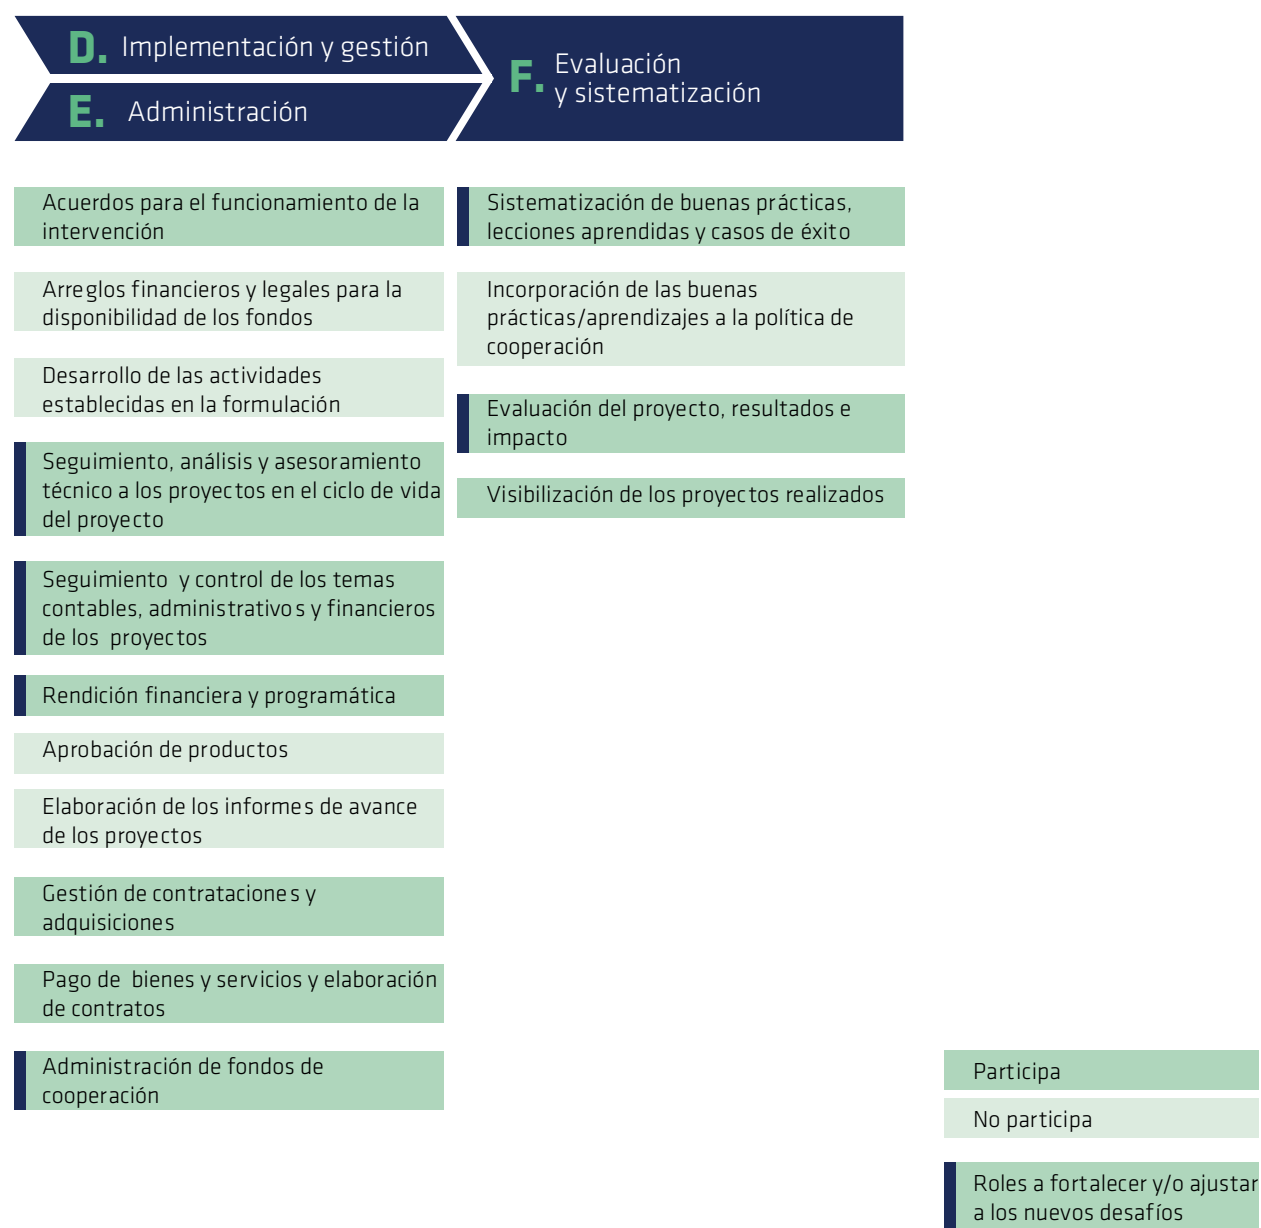 D. Implementación y gestión
E. Administración
F. Evaluación
y sistematización
Acuerdos para el funcionamiento de la
intervención
Arreglos financieros y legales para la
disponibilidad de los fondos
Desarrollo de las actividades
establecidas en la formulación
Seguimiento, análisis y asesoramiento
técnico a los proyectos en el ciclo de vida
del proyecto
Seguimiento y control de los temas
contables, administrativos y financieros
de los proyectos
Rendición financiera y programática
Aprobación de productos
Elaboración de los informes de avance
de los proyectos
Gestión de contrataciones y
adquisiciones
Pago de bienes y servicios y elaboración
de contratos
Administración de fondos de
cooperación
Sistematización de buenas prácticas,
lecciones aprendidas y casos de éxito
Incorporación de las buenas
prácticas/aprendizajes a la política de
cooperación
Evaluación del proyecto, resultados e
impacto
Visibilización de los proyectos realizados
Participa
No participa
Roles a fortalecer y/o ajustar
a los nuevos desafíos